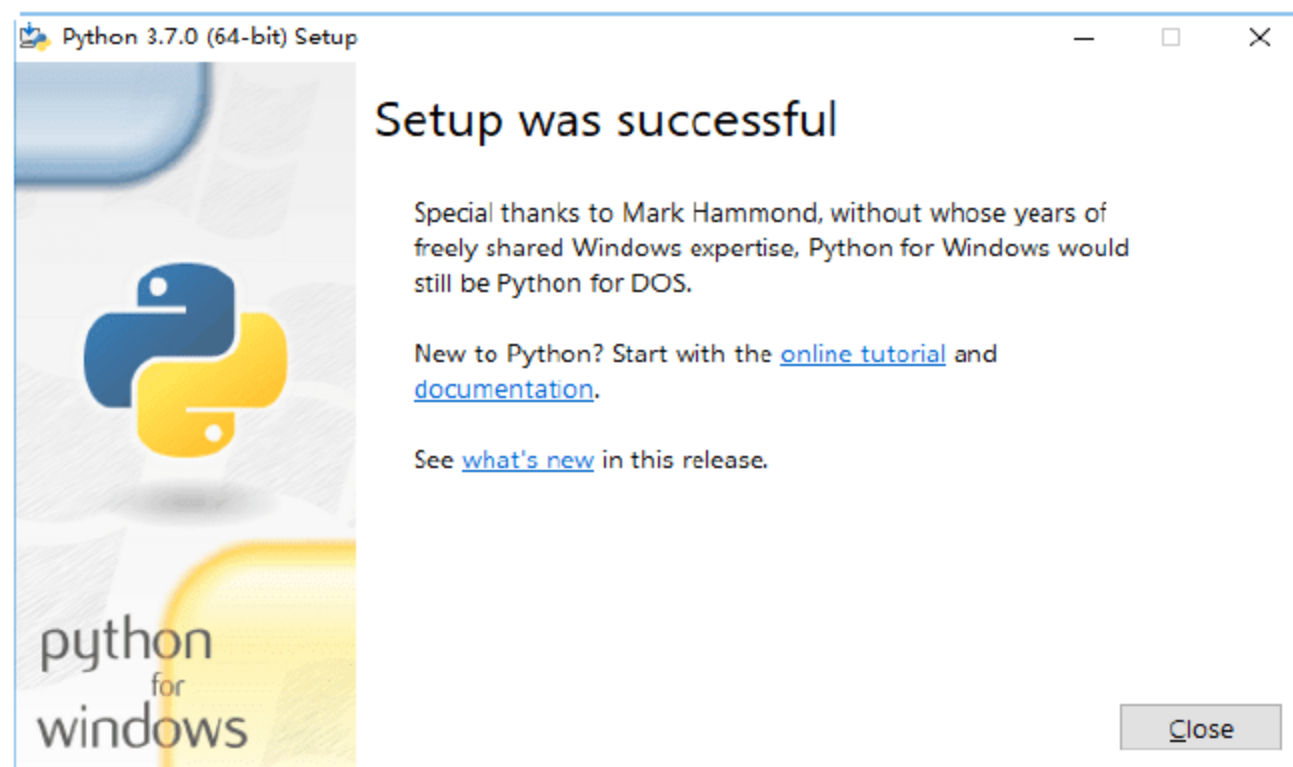 Python 3.7.0 (64-bit) Setup
Setup was successful
Special thanks to Mark Hammond, without whose years of
freely shared Windows expertise, Python for Windows would
still be Python for DOS.
New to Python? Start with the online tutorial and
documentation.
See what's new in this release.
python
for
windows
Close